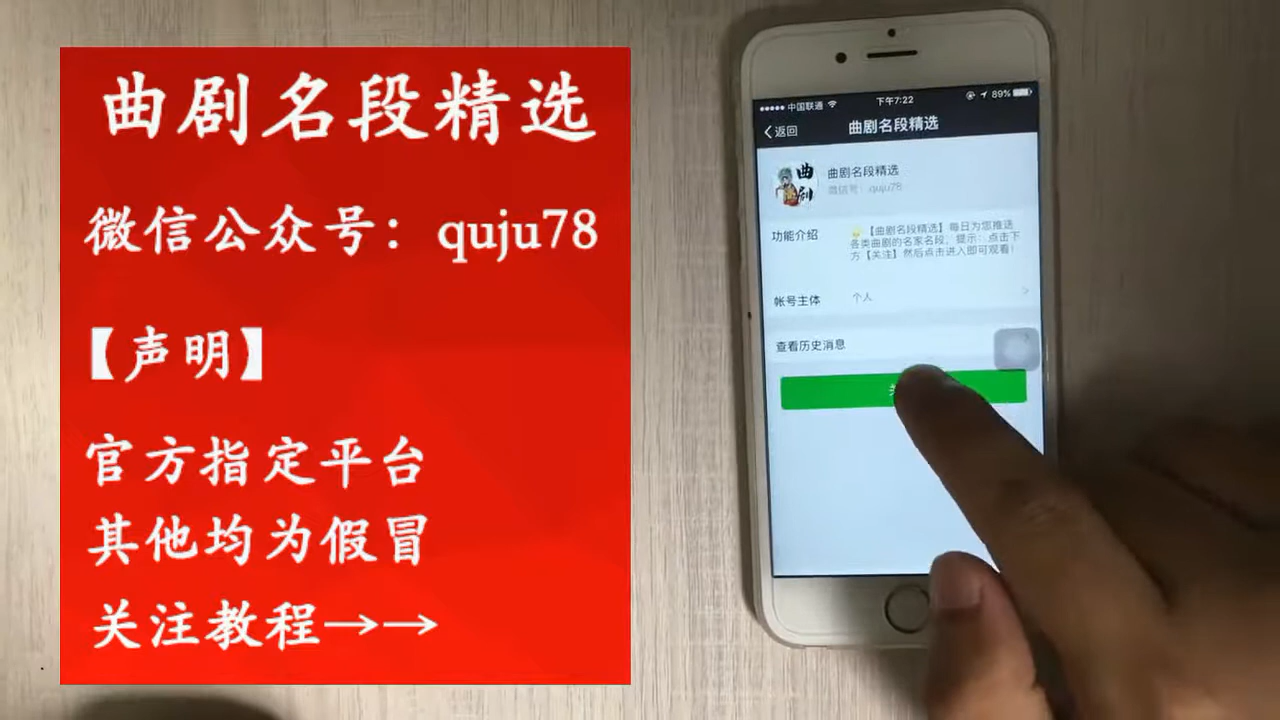 曲剧名段精选
微信公众号：quju78
【声明】
官方指定平台
其他均为假冒
关注教程→→
中国联通
下午7:22
89%
返回
曲剧名段精选
曲剧
曲剧名段精选
微信号：quju78
功能介绍
【曲剧名段精选】每日为您推送
各类曲剧的名家名段，提示：点击下
方【关注】然后点击进入即可观看！
帐号主体
个人
查看历史消息